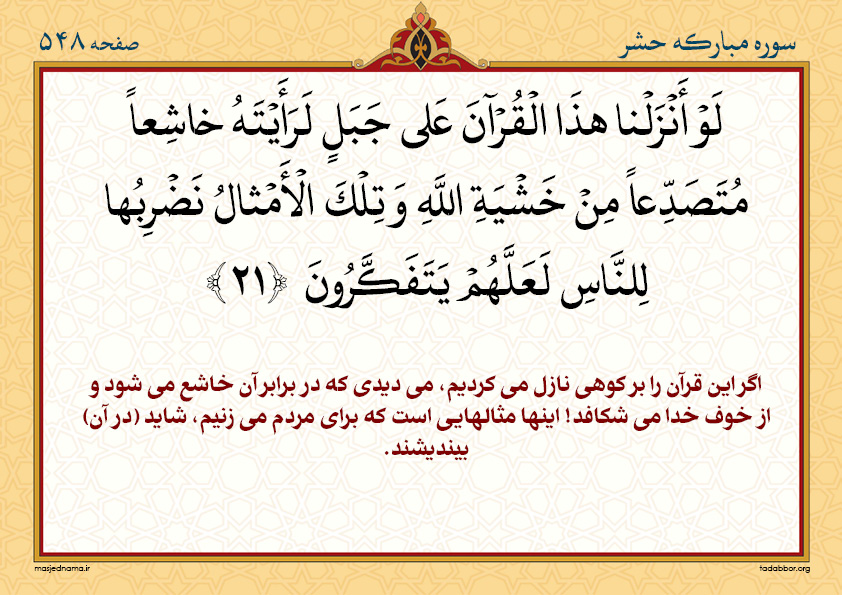 سوره مبارکه حشر
صفحه ۵۴۸
لَوْ أَنْزَلْنا هذَا الْقُرْآنَ عَلى جَبَلٍ لَرَأَيْتَهُ خاشِعاً
مُتَصَدِّعاً مِنْ خَشْيَةِ اللَّهِ وَ تِلْكَ الْأَمْثالُ نَضْرِبُها
لِلنَّاسِ لَعَلَّهُمْ يَتَفَكَّرُونَ ﴿۲۱﴾
اگر این قرآن را بر کوهی نازل می کردیم، می دیدی که در برابر آن خاشع می شود و
از خوف خدا می شکافد! اینها مثالهایی است که برای مردم می زنیم، شاید (در آن)
بیندیشند.
masjednama.ir
tadabbor.org